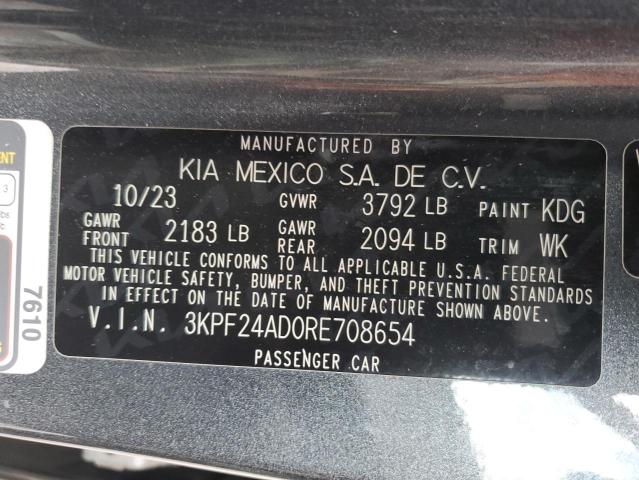 MANUFACTURED BY
KIA MEXICO S.A. DE C.V.
10/23 GVWR 3792 LB PAINT KDG
GAWR FRONT 2183 LB GAWR REAR 2094 LB TRIM WK
THIS VEHICLE CONFORMS TO ALL APPLICABLE U.S.A. FEDERAL
MOTOR VEHICLE SAFETY, BUMPER, AND THEFT PREVENTION STANDARDS
IN EFFECT ON THE DATE OF MANUFACTURE SHOWN ABOVE.
V.I.N. 3KPF24AD0RE708654
PASSENGER CAR
3
7610